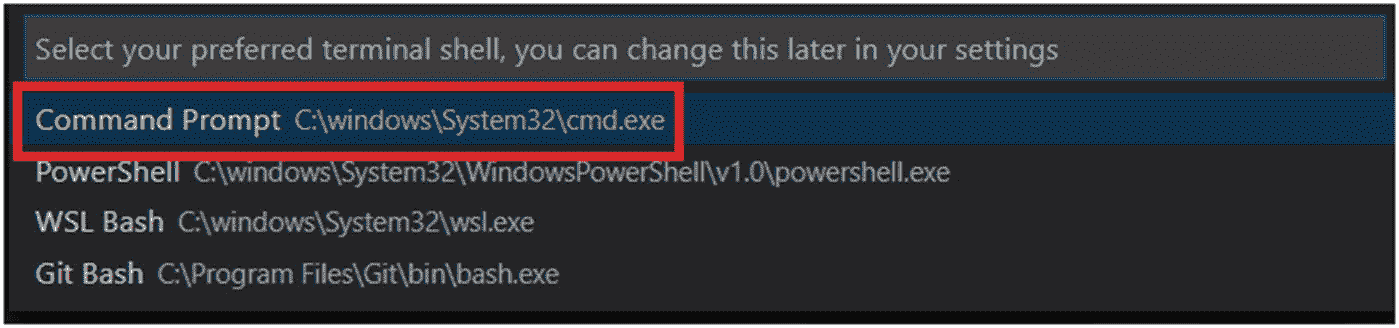 Select your preferred terminal shell, you can change this later in your settings
Command Prompt C:\windows\System32\cmd.exe
PowerShell C:\windows\System32\WindowsPowerShell\v1.0\powershell.exe
WSL Bash C:\windows\System32\wsl.exe
Git Bash C:\Program Files\Git\bin\bash.exe